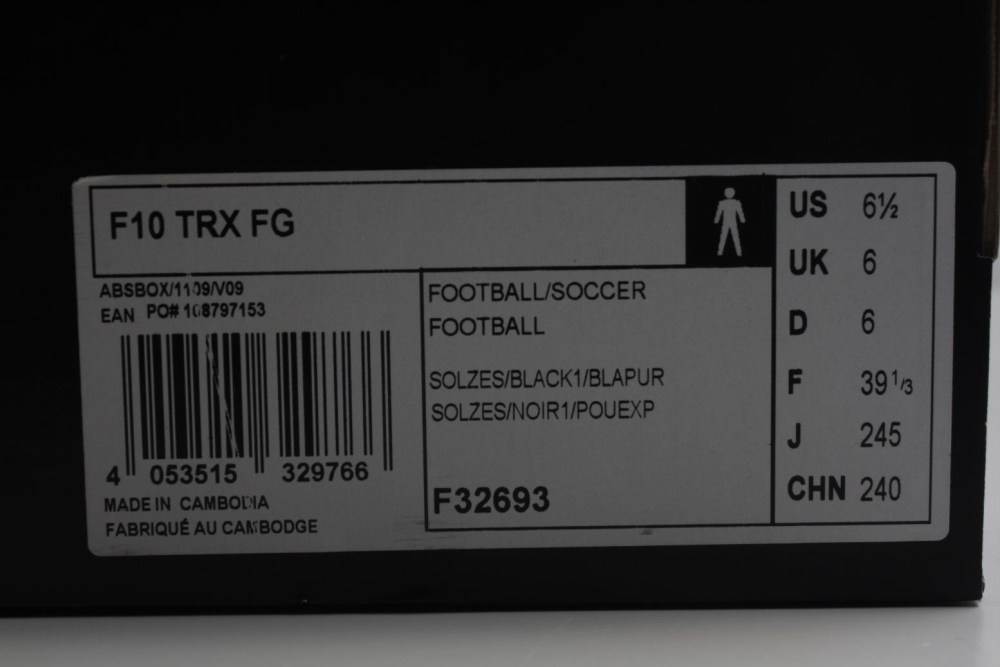 F10 TRX FG
ABSBOX/1109/V09
EAN PO# 108797153
4 053515 329766
MADE IN CAMBODIA
FABRIQUÉ AU CAMBODGE
FOOTBALL/SOCCER
FOOTBALL
SOLZES/BLACK1/BLAPUR
SOLZES/NOIR1/POUEXP
F32693
US 6½
UK 6
D 6
F 39 1/3
J 245
CHN 240